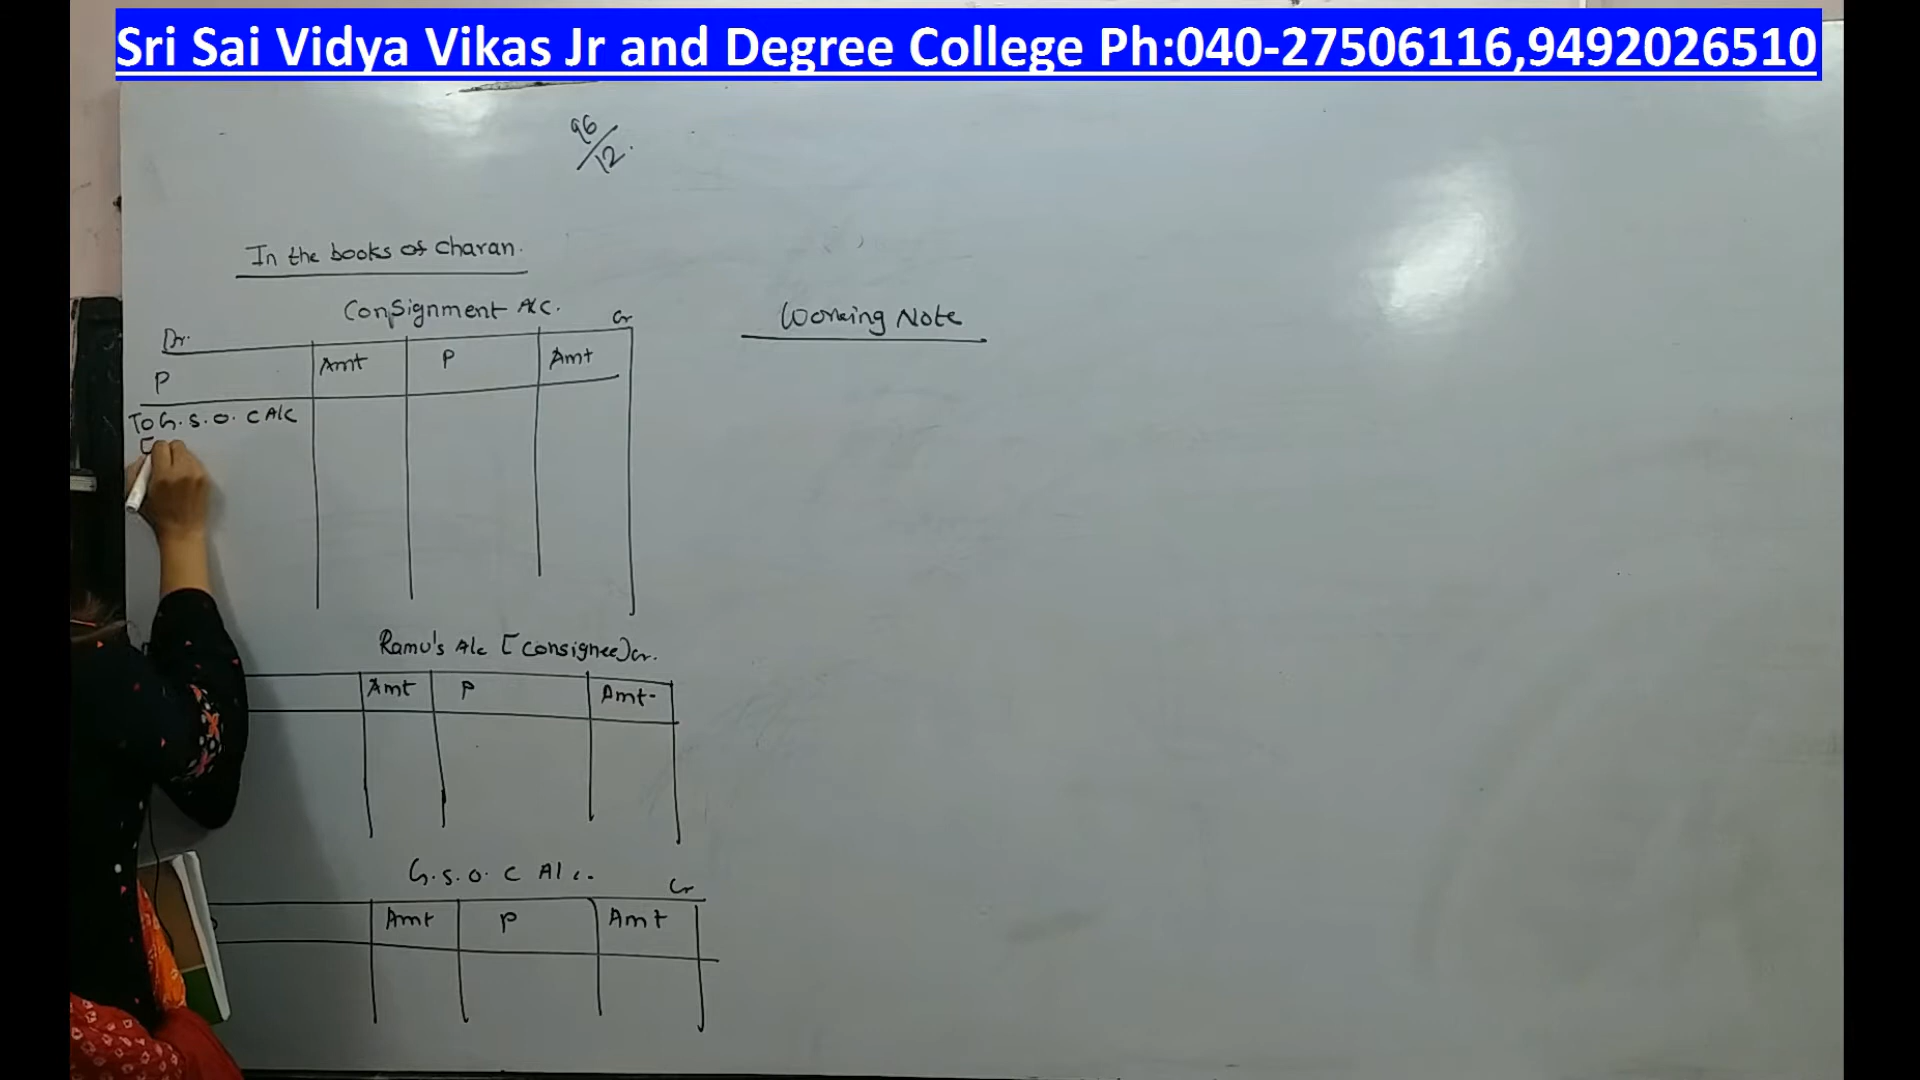 Sri Sai Vidya Vikas Jr and Degree College Ph:040-27506116,9492026510
96/12.
In the books of Charan.
Consignment A/C.
Dr. Cr
P Amt P Amt
To G.S.O.C A/C
[
Working Note
Ramu's A/c [Consignee] Cr.
Amt P Amt-
G.S.O.C A/c.
Cr
Amt P Amt